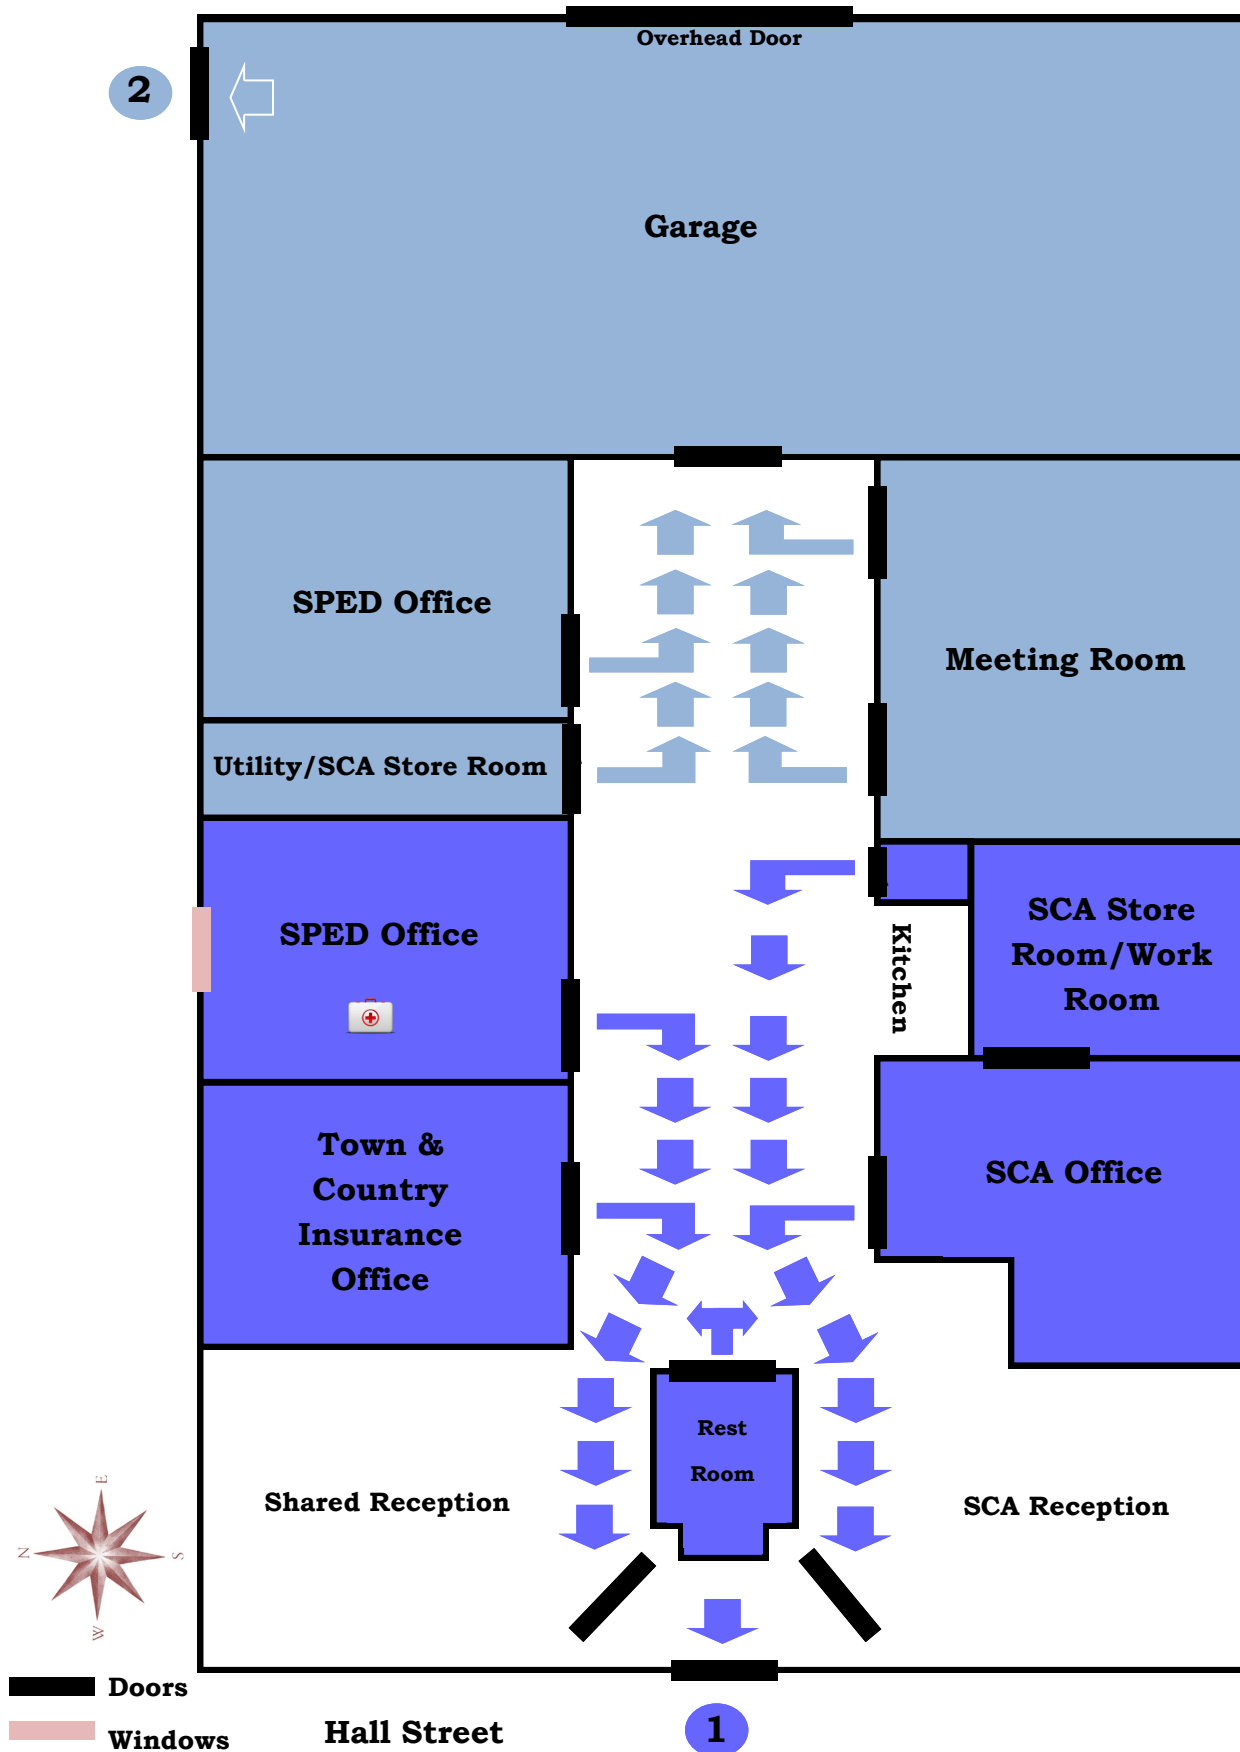 Overhead Door
2
Garage
SPED Office
Meeting Room
Utility/SCA Store Room
SPED Office
Kitchen
SCA Store
Room/Work
Room
Town &
Country
Insurance
Office
SCA Office
Rest
Room
Shared Reception
SCA Reception
E
N
S
W
Doors
Windows
Hall Street
1